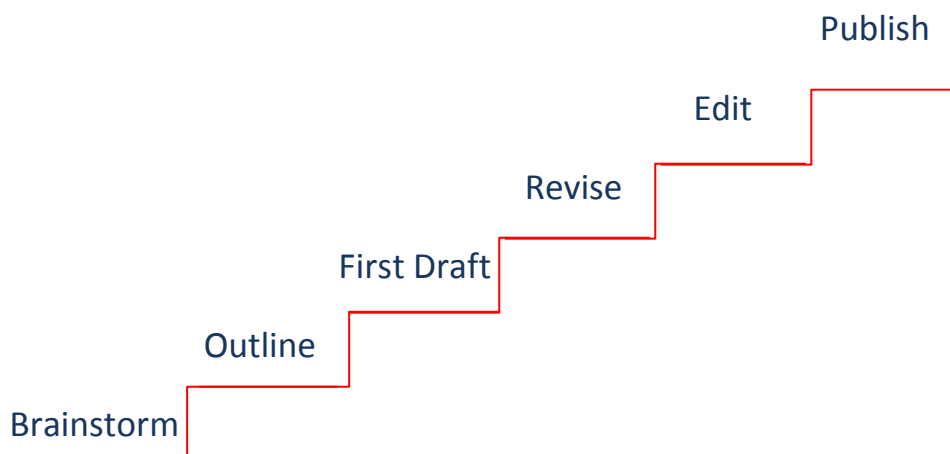 Publish
Edit
Revise
First Draft
Outline
Brainstorm